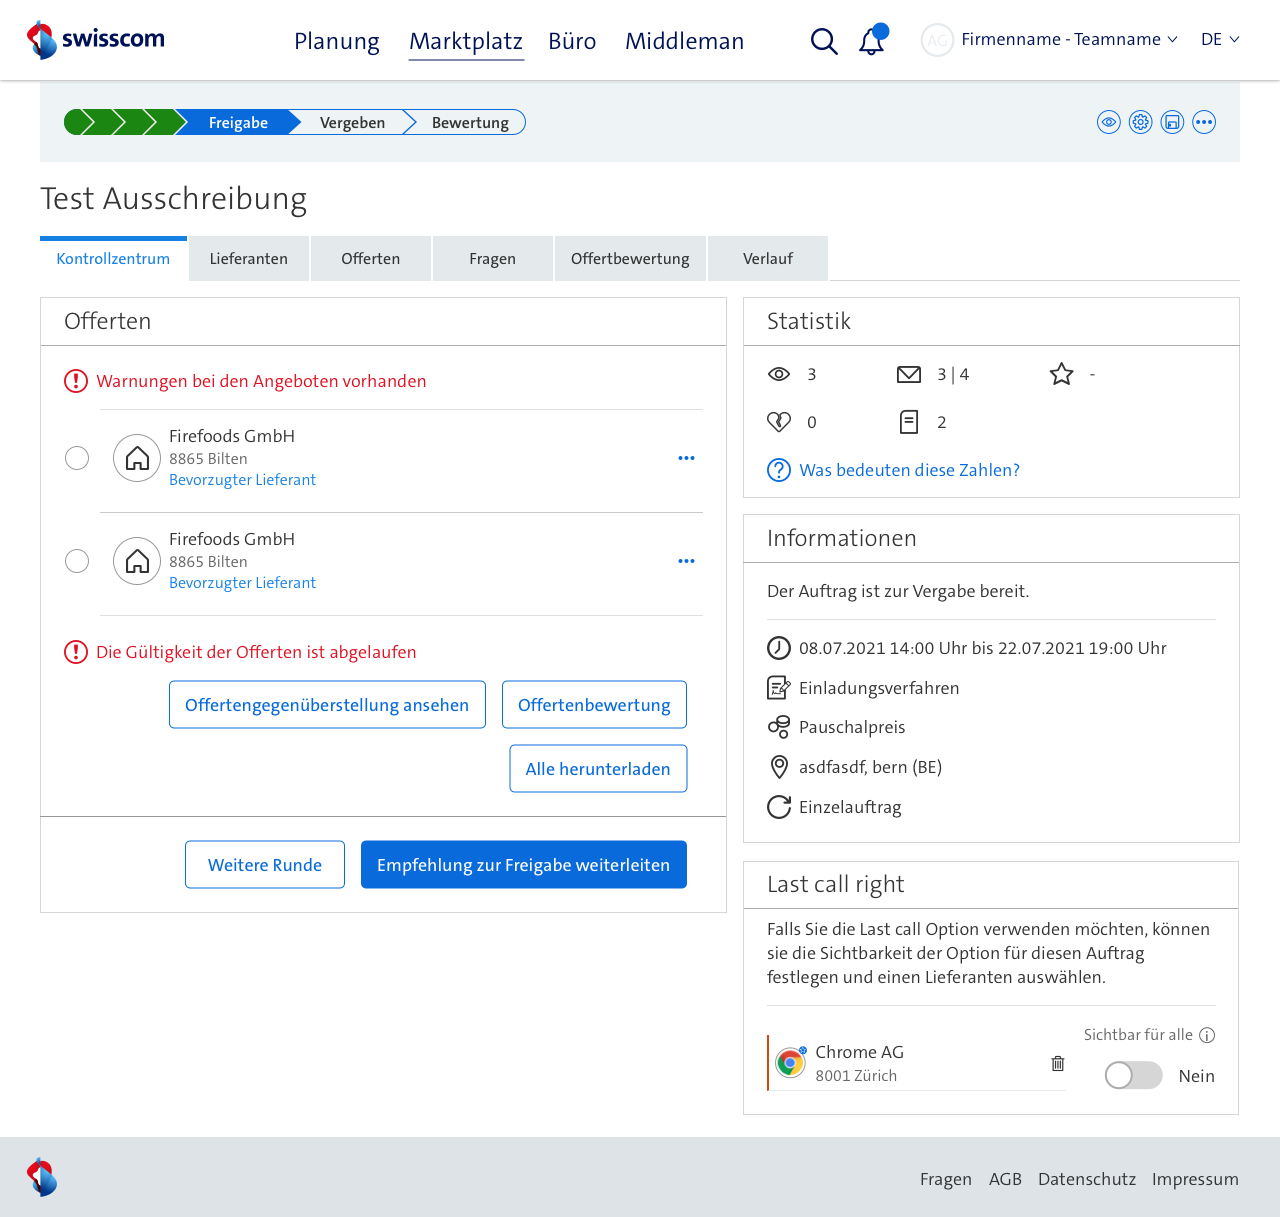 swisscom
Planung Marktplatz Büro Middleman
AG Firmenname - Teamname DE
Freigabe Vergeben Bewertung
Test Ausschreibung
Kontrollzentrum Lieferanten Offerten Fragen Offertbewertung Verlauf
Offerten
Warnungen bei den Angeboten vorhanden
Firefoods GmbH
8865 Bilten
Bevorzugter Lieferant
Firefoods GmbH
8865 Bilten
Bevorzugter Lieferant
Die Gültigkeit der Offerten ist abgelaufen
Offertengegenüberstellung ansehen Offertenbewertung
Alle herunterladen
Weitere Runde Empfehlung zur Freigabe weiterleiten
Statistik
3 3 | 4 -
0 2
Was bedeuten diese Zahlen?
Informationen
Der Auftrag ist zur Vergabe bereit.
08.07.2021 14:00 Uhr bis 22.07.2021 19:00 Uhr
Einladungsverfahren
Pauschalpreis
asdfasdf, bern (BE)
Einzelauftrag
Last call right
Falls Sie die Last call Option verwenden möchten, können
sie die Sichtbarkeit der Option für diesen Auftrag
festlegen und einen Lieferanten auswählen.
Sichtbar für alle
Chrome AG
8001 Zürich
Nein
Fragen AGB Datenschutz Impressum